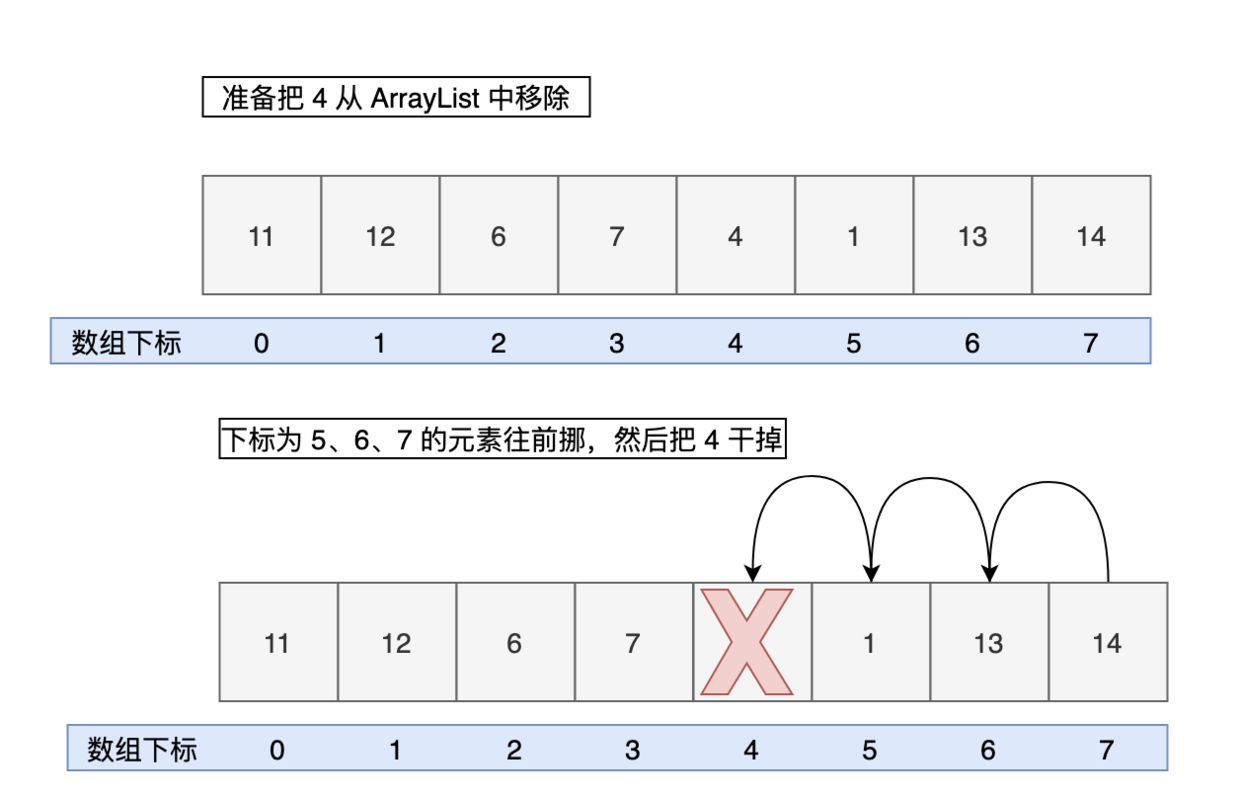 准备把 4 从 ArrayList 中移除
11 12 6 7 4 1 13 14
数组下标 0 1 2 3 4 5 6 7
下标为 5、6、7 的元素往前挪，然后把 4 干掉
11 12 6 7 X 1 13 14
数组下标 0 1 2 3 4 5 6 7